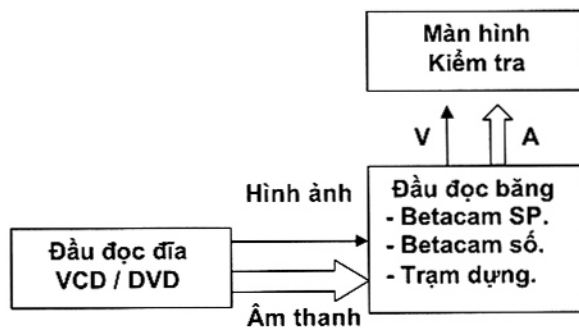 Màn hình
Kiểm tra
V
A
Hình ảnh
Đầu đọc băng
- Betacam SP.
- Betacam số.
- Trạm dựng.
Đầu đọc đĩa
VCD / DVD
Âm thanh